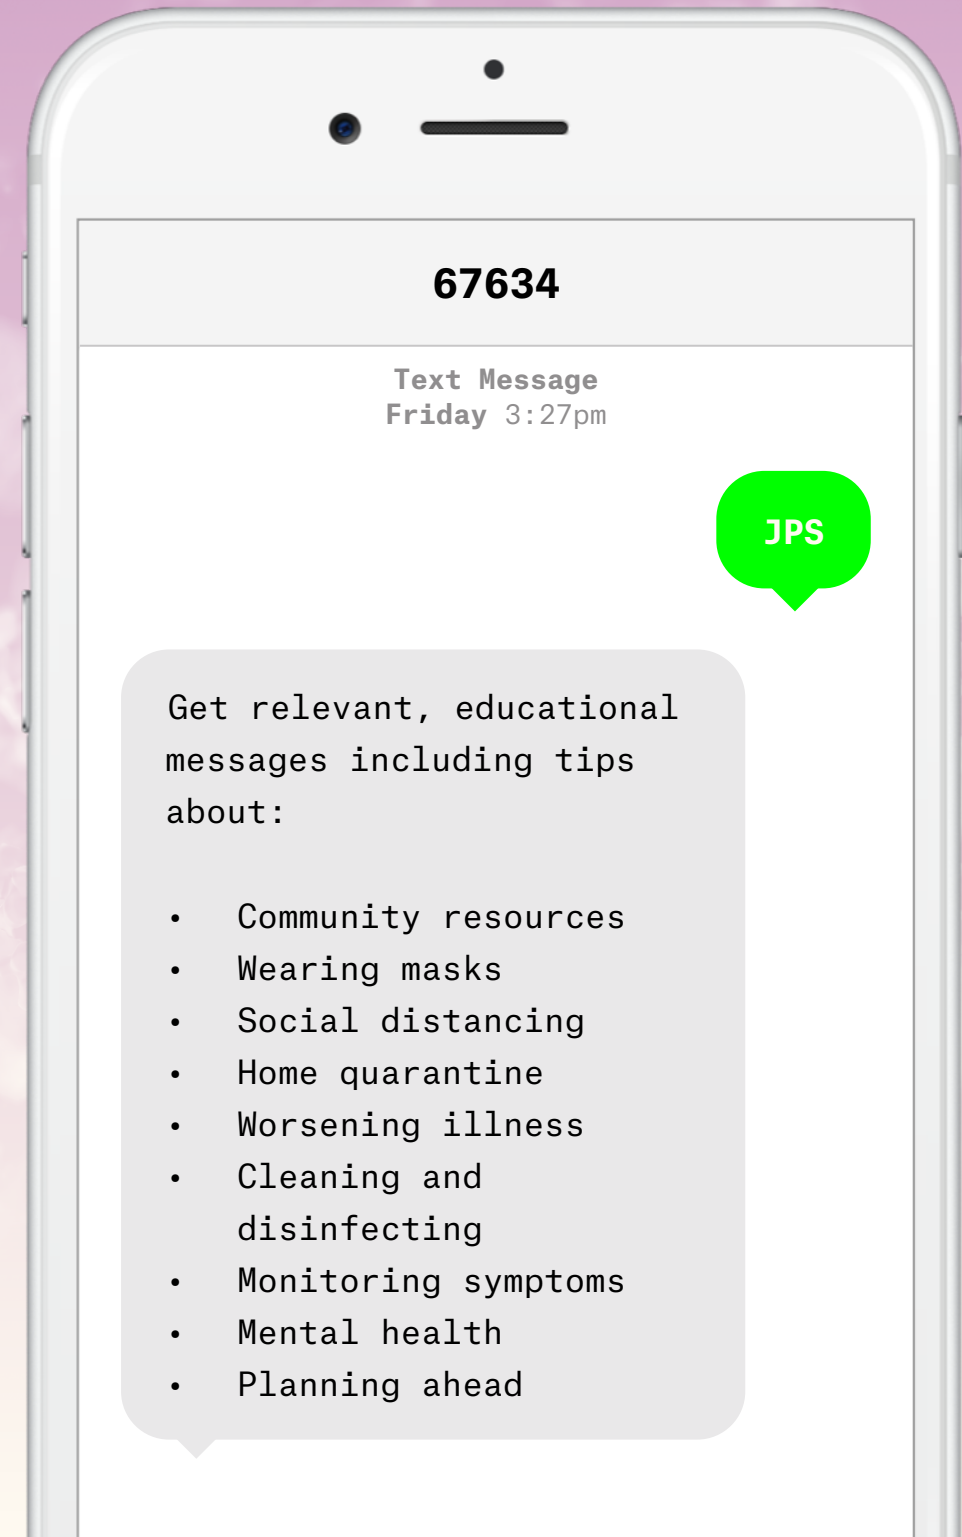 67634
Text Message
Friday 3:27pm
JPS
Get relevant, educational
messages including tips
about:
• Community resources
• Wearing masks
• Social distancing
• Home quarantine
• Worsening illness
• Cleaning and
disinfecting
• Monitoring symptoms
• Mental health
• Planning ahead